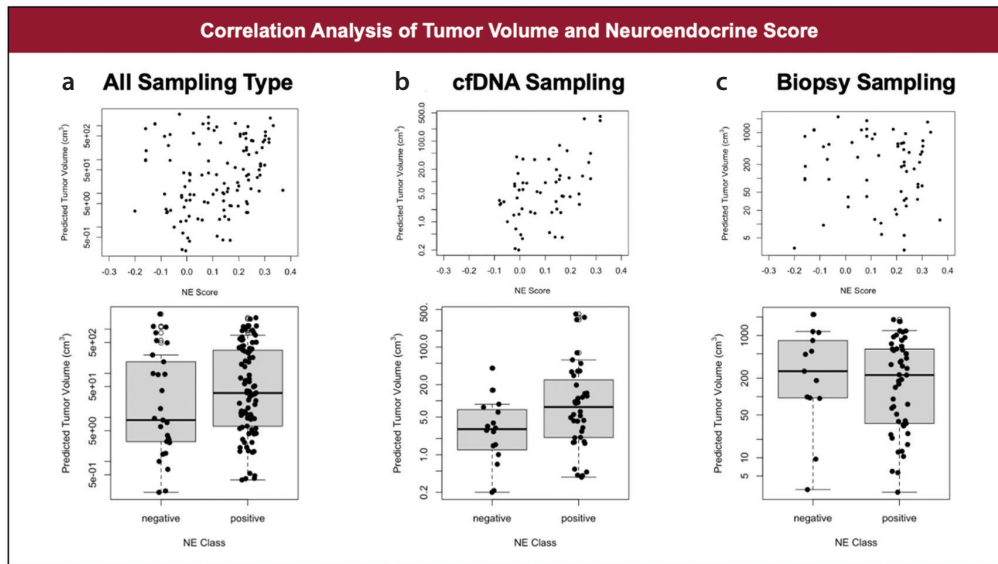 Correlation Analysis of Tumor Volume and Neuroendocrine Score
a All Sampling Type
b cfDNA Sampling
c Biopsy Sampling
Predicted Tumor Volume (cm³)
5e+02
5e+01
5e+00
5e-01
-0.3 -0.2 -0.1 0.0 0.1 0.2 0.3 0.4
NE Score
Predicted Tumor Volume (cm³)
500.0
100.0
20.0
5.0
1.0
0.2
-0.3 -0.2 -0.1 0.0 0.1 0.2 0.3 0.4
NE Score
Predicted Tumor Volume (cm³)
1000
200
50
20
5
-0.3 -0.2 -0.1 0.0 0.1 0.2 0.3 0.4
NE Score
Predicted Tumor Volume (cm³)
5e+02
5e+02
5e+01
5e+00
5e+00
5e-01
negative positive
NE Class
Predicted Tumor Volume (cm³)
500.
100.0
20.0
5.0
1.0
0.2
negative positive
NE Class
Predicted Tumor Volume (cm³)
1000
200
50
10
5
negative positive
NE Class